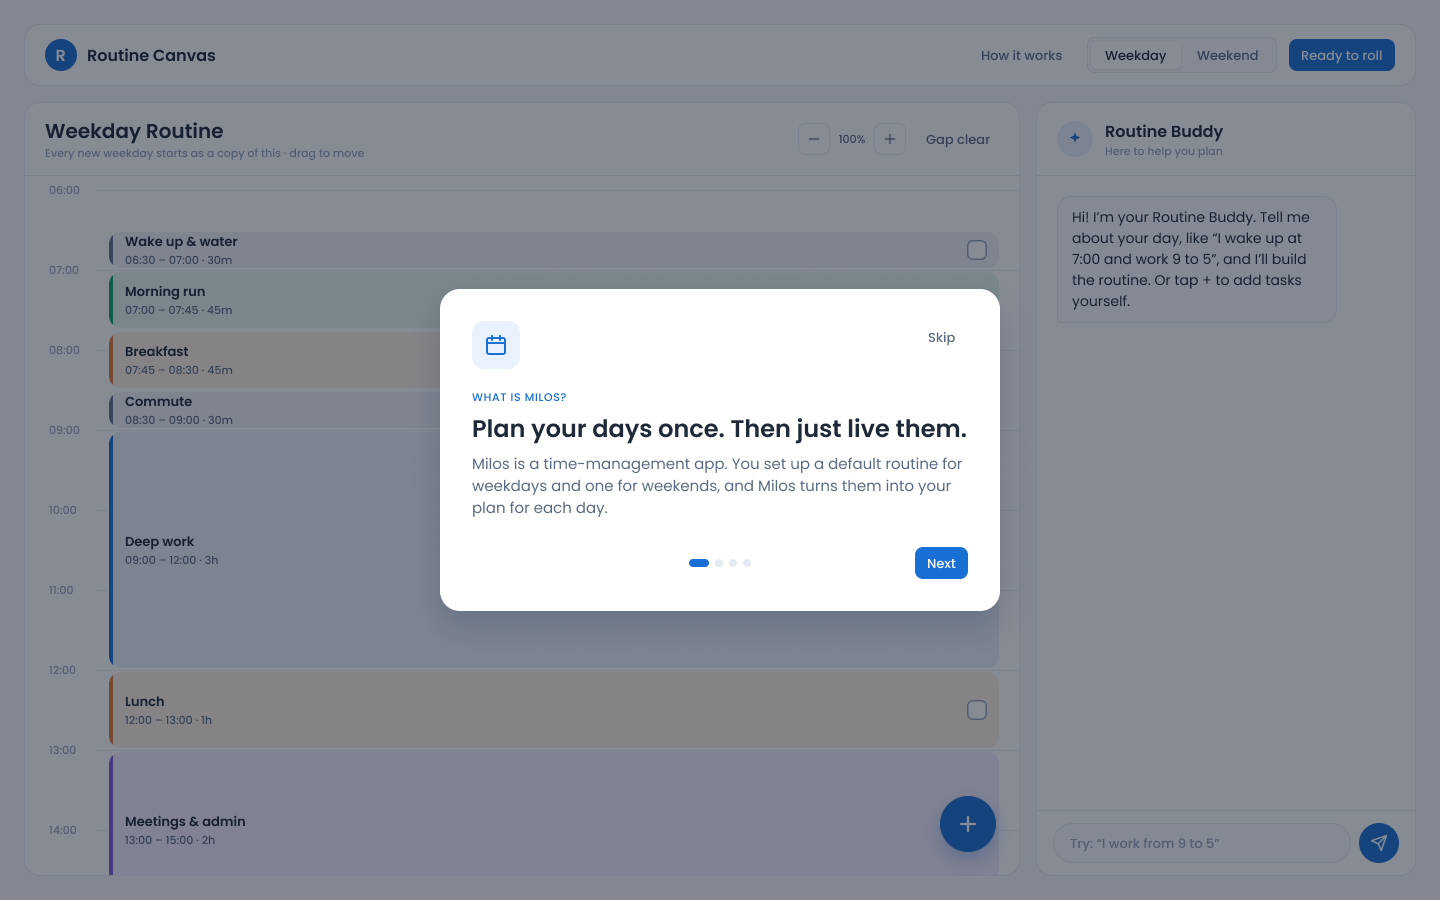 R Routine Canvas
How it works
Weekday
Weekend
Ready to roll
Weekday Routine
Every new weekday starts as a copy of this · drag to move
100%
Gap clear
06:00
Wake up & water
06:30 – 07:00 · 30m
07:00
Morning run
07:00 – 07:45 · 45m
08:00
Breakfast
07:45 – 08:30 · 45m
Commute
08:30 – 09:00 · 30m
09:00
10:00
Deep work
09:00 – 12:00 · 3h
11:00
12:00
Lunch
12:00 – 13:00 · 1h
13:00
Meetings & admin
13:00 – 15:00 · 2h
14:00
Skip
WHAT IS MILOS?
Plan your days once. Then just live them.
Milos is a time-management app. You set up a default routine for
weekdays and one for weekends, and Milos turns them into your
plan for each day.
Next
Routine Buddy
Here to help you plan
Hi! I’m your Routine Buddy. Tell me
about your day, like “I wake up at
7:00 and work 9 to 5”, and I’ll build
the routine. Or tap + to add tasks
yourself.
Try: “I work from 9 to 5”